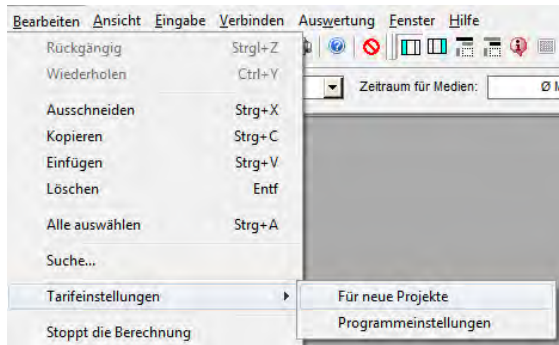 Bearbeiten Ansicht Eingabe Verbinden Auswertung Fenster Hilfe
Rückgängig Strgl+Z
Wiederholen Ctrl+Y
Zeitraum für Medien: Ø
Ausschneiden Strg+X
Kopieren Strg+C
Einfügen Strg+V
Löschen Entf
Alle auswählen Strg+A
Suche...
Tarifeinstellungen Für neue Projekte
Programmeinstellungen
Stoppt die Berechnung